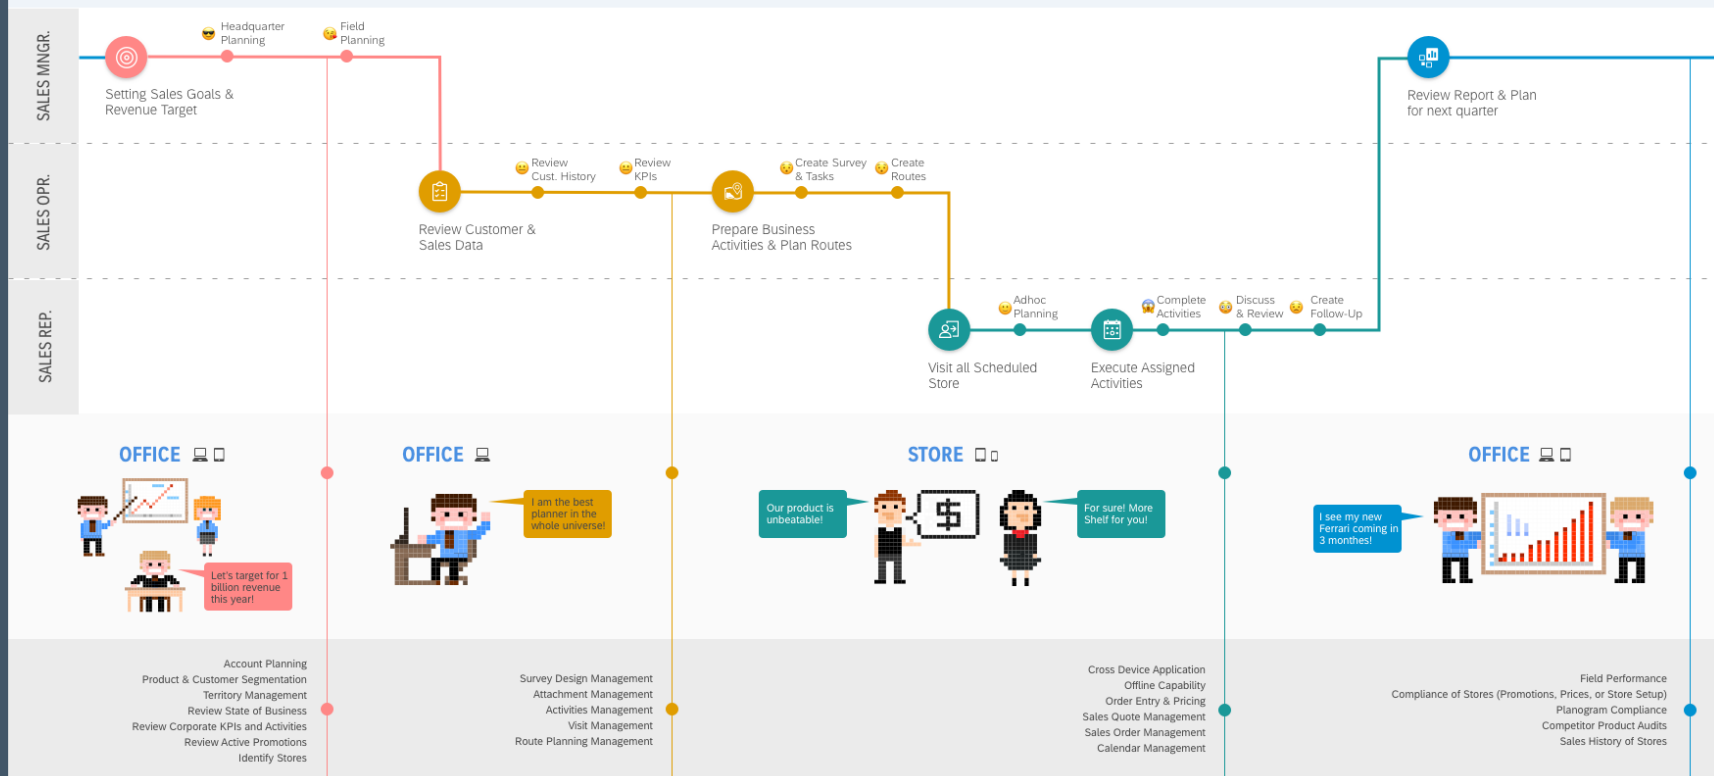 SALES MNGR.
Headquarter
Planning
Field
Planning
Setting Sales Goals &
Revenue Target
Review Report & Plan
for next quarter
SALES OPR.
Review
Cust. History
Review
KPIs
Create Survey
& Tasks
Create
Routes
Review Customer &
Sales Data
Prepare Business
Activities & Plan Routes
SALES REP.
Adhoc
Planning
Complete
Activities
Discuss
& Review
Create
Follow-Up
Visit all Scheduled
Store
Execute Assigned
Activities
OFFICE
Let's target for 1
billion revenue
this year!
OFFICE
I am the best
planner in the
whole universe!
STORE
Our product is
unbeatable!
$
For sure! More
Shelf for you!
OFFICE
I see my new
Ferrari coming in
3 monthes!
Account Planning
Product & Customer Segmentation
Territory Management
Review State of Business
Review Corporate KPIs and Activities
Review Active Promotions
Identify Stores
Survey Design Management
Attachment Management
Activities Management
Visit Management
Route Planning Management
Cross Device Application
Offline Capability
Order Entry & Pricing
Sales Quote Management
Sales Order Management
Calendar Management
Field Performance
Compliance of Stores (Promotions, Prices, or Store Setup)
Planogram Compliance
Competitor Product Audits
Sales History of Stores